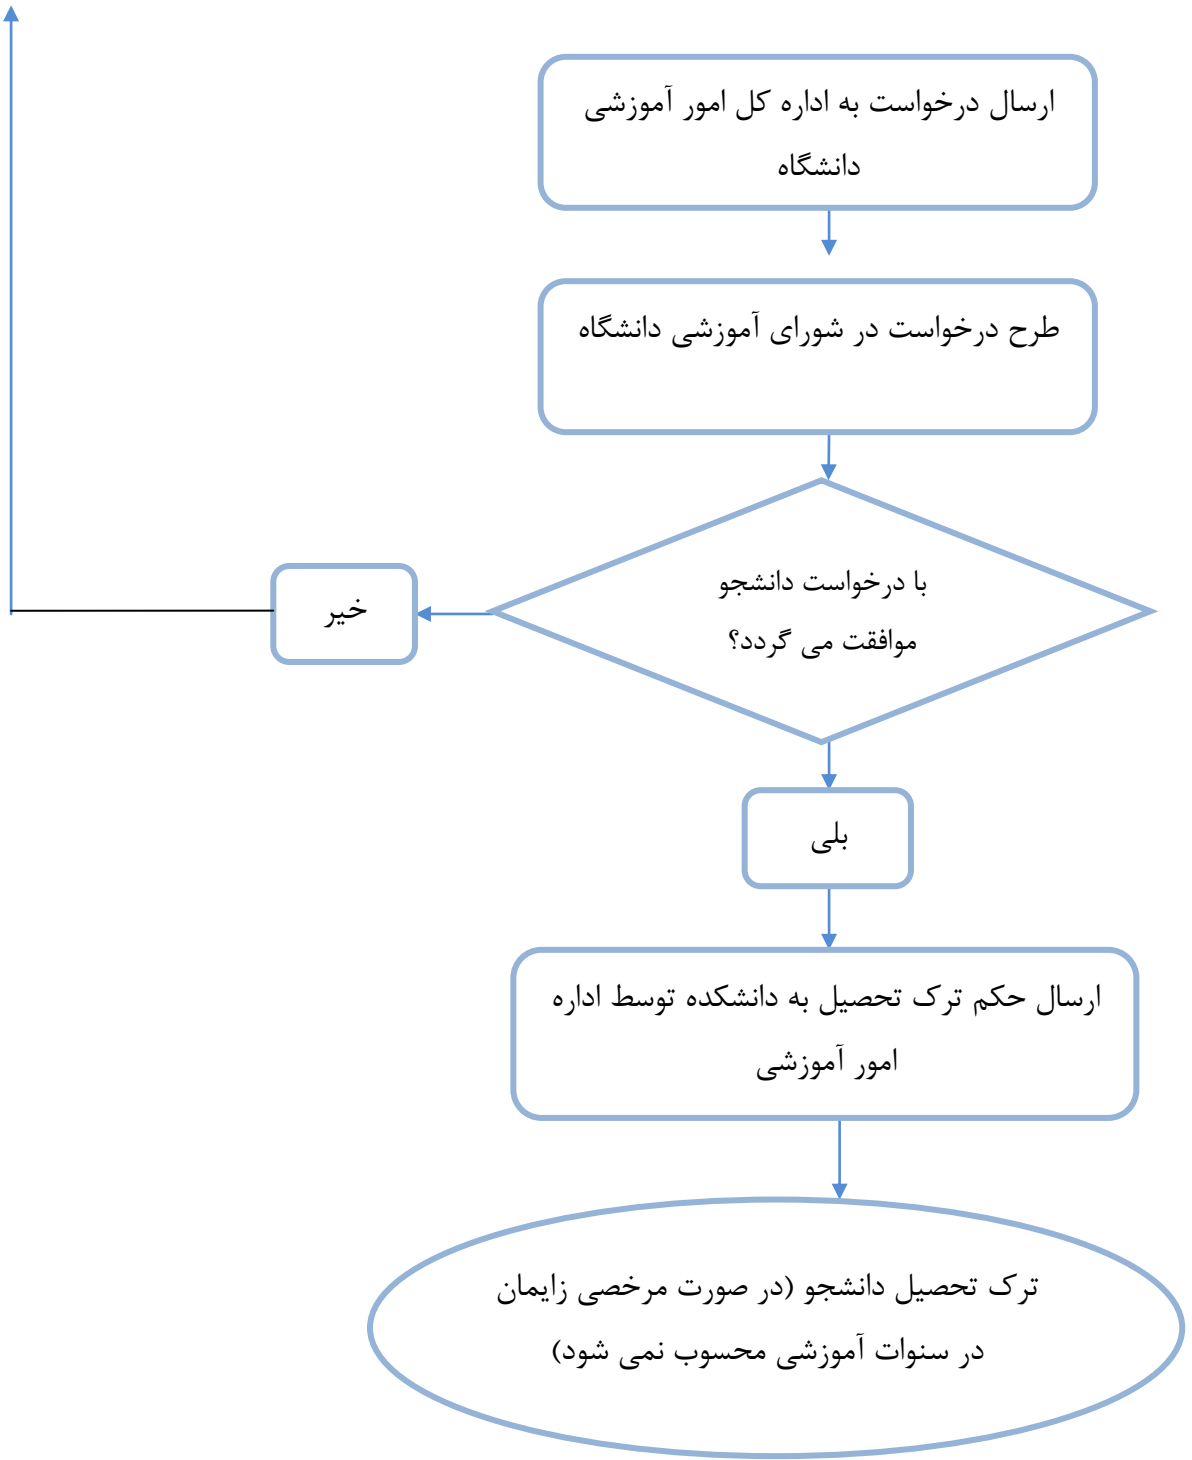 ارسال درخواست به اداره کل امور آموزشی
دانشگاه
طرح درخواست در شورای آموزشی دانشگاه
با درخواست دانشجو
موافقت می گردد؟
خیر
بلی
ارسال حکم ترک تحصیل به دانشکده توسط اداره
امور آموزشی
ترک تحصیل دانشجو (در صورت مرخصی زایمان
در سنوات آموزشی محسوب نمی شود)